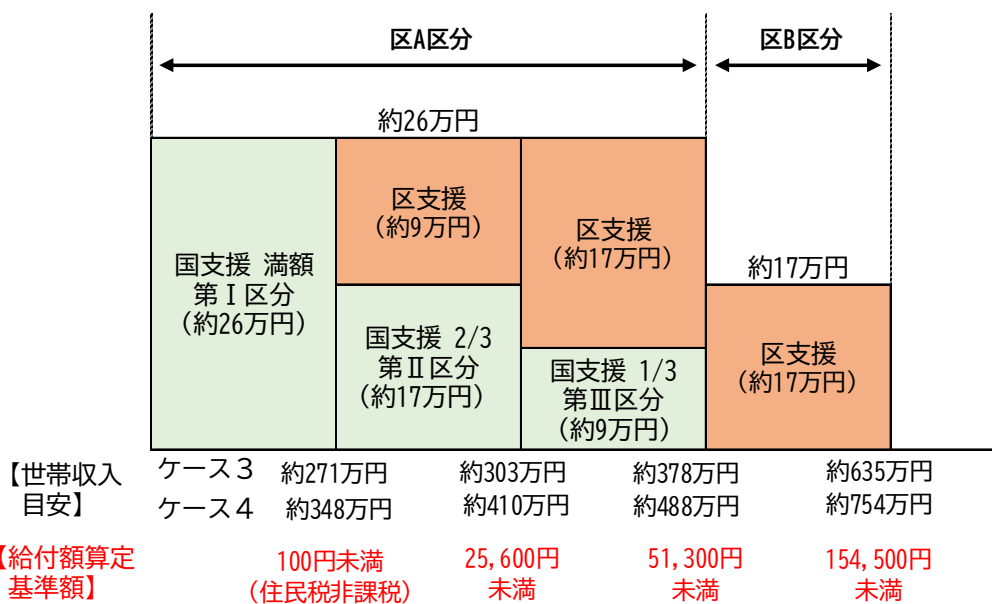 区A区分
区B区分
約26万円
国支援 満額
第Ⅰ区分
(約26万円)
区支援
(約9万円)
国支援 2/3
第Ⅱ区分
(約17万円)
区支援
(約17万円)
国支援 1/3
第Ⅲ区分
(約9万円)
約17万円
区支援
(約17万円)
【世帯収入
目安】
ケース3 約271万円 約303万円 約378万円 約635万円
ケース4 約348万円 約410万円 約488万円 約754万円
【給付額算定
基準額】
100円未満
(住民税非課税)
25,600円
未満
51,300円
未満
154,500円
未満